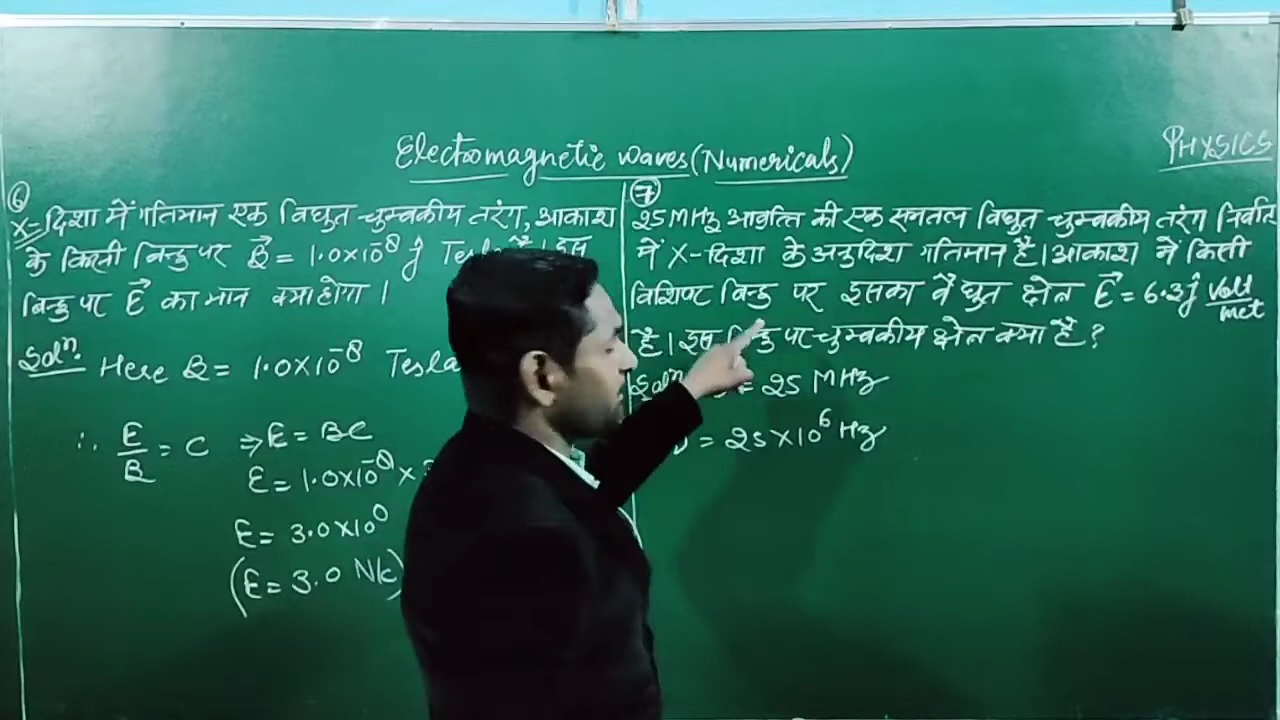 Electromagnetic waves (Numericals)
PHYSICS
⑥
X-दिशा में गतिमान एक विद्युत चुम्बकीय तरंग, आकाश
के किसी बिन्दु पर B⃗ = 1.0×10⁻⁸ ĵ
बिन्दु पर E⃗ का मान क्या होगा ।
Solⁿ. Here B = 1.0×10⁻⁸ Tesla
∴ E/B = C ⇒ E = BC
E = 1.0×10⁻⁸ ×
E = 3.0×10⁰
(E = 3.0 N/C)
⑦
25 MHz आवृत्ति की एक समतल विद्युत चुम्बकीय तरंग निर्वात
में X-दिशा के अनुदिश गतिमान है। आकाश में किसी
विशिष्ट बिन्दु पर इसका वैद्युत क्षेत्र E⃗ = 6.3 ĵ Volt/met
है। इस बिन्दु पर चुम्बकीय क्षेत्र क्या है?
Solⁿ = 25 MHz
= 25×10⁶ Hz